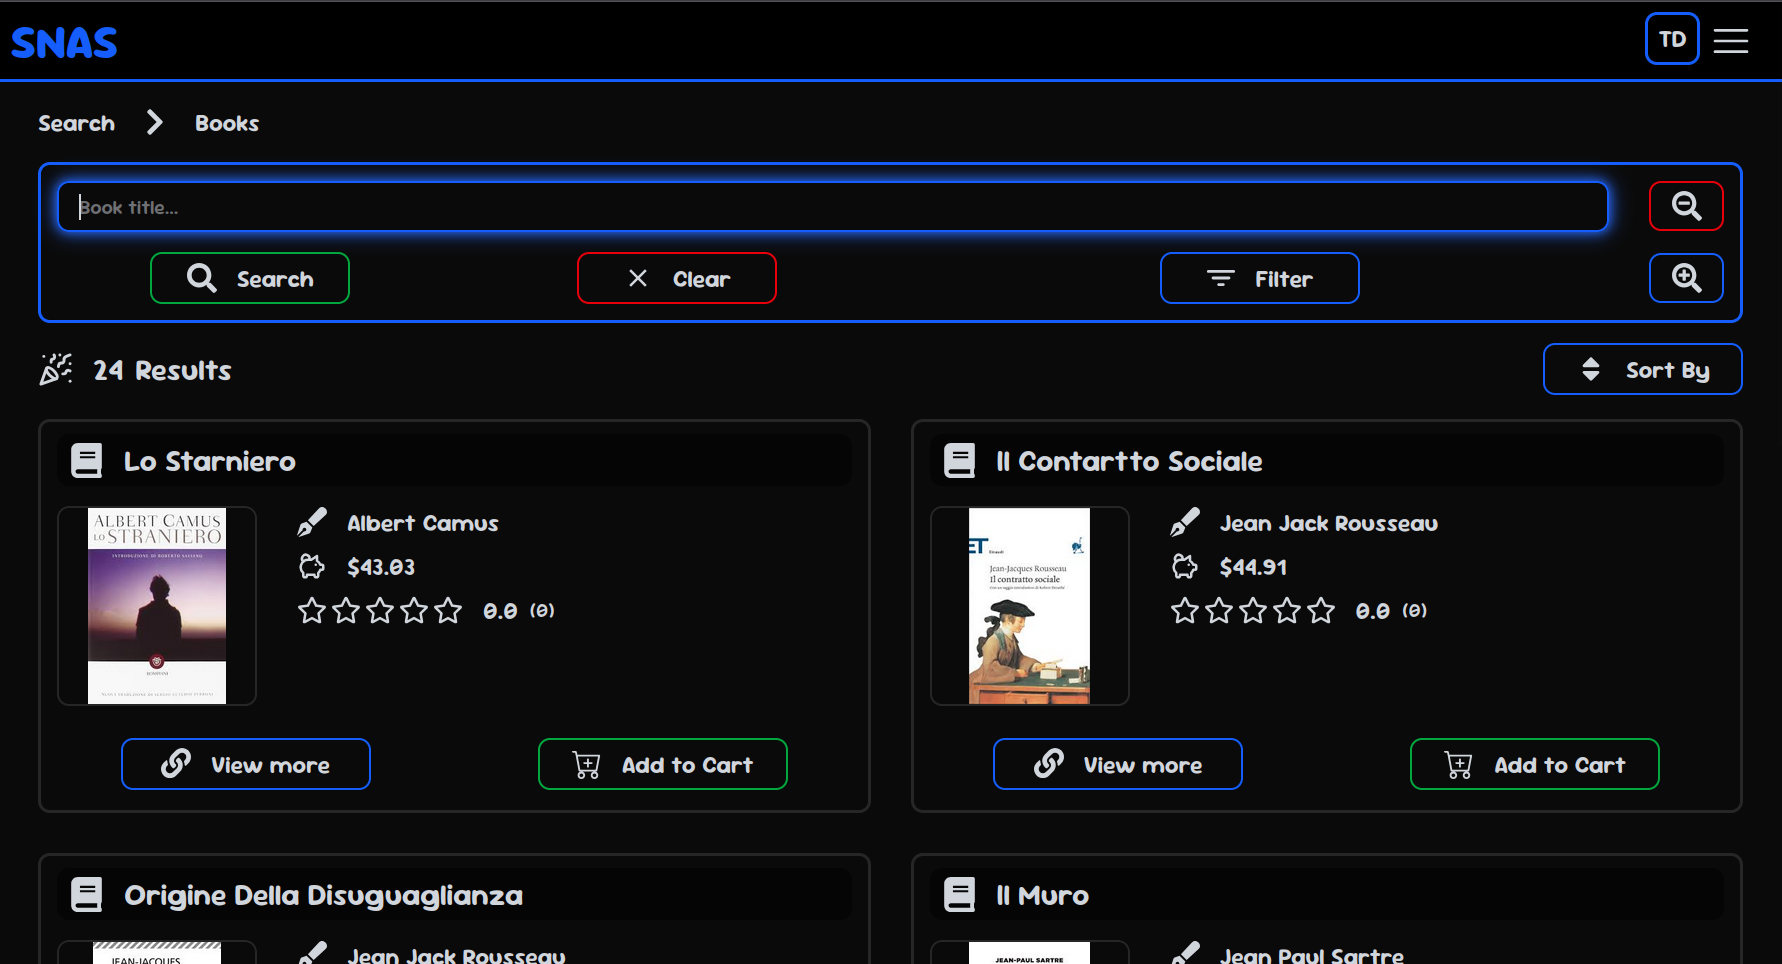 SNAS
TD
Search
Books
Book title...
Search
Clear
Filter
24 Results
Sort By
Lo Starniero
ALBERT CAMUS
LO STRANIERO
INTRODUZIONE DI ROBERTO SAVIANO
BOMPIANI
Albert Camus
$43.03
0.0 (0)
View more
Add to Cart
Il Contartto Sociale
ET
Einaudi
Jean-Jacques Rousseau
Il contratto sociale
Jean Jack Rousseau
$44.91
0.0 (0)
View more
Add to Cart
Origine Della Disuguaglianza
JEAN-JACQUES
Jean Jack Rousseau
Il Muro
JEAN-PAUL SARTRE
Jean Paul Sartre